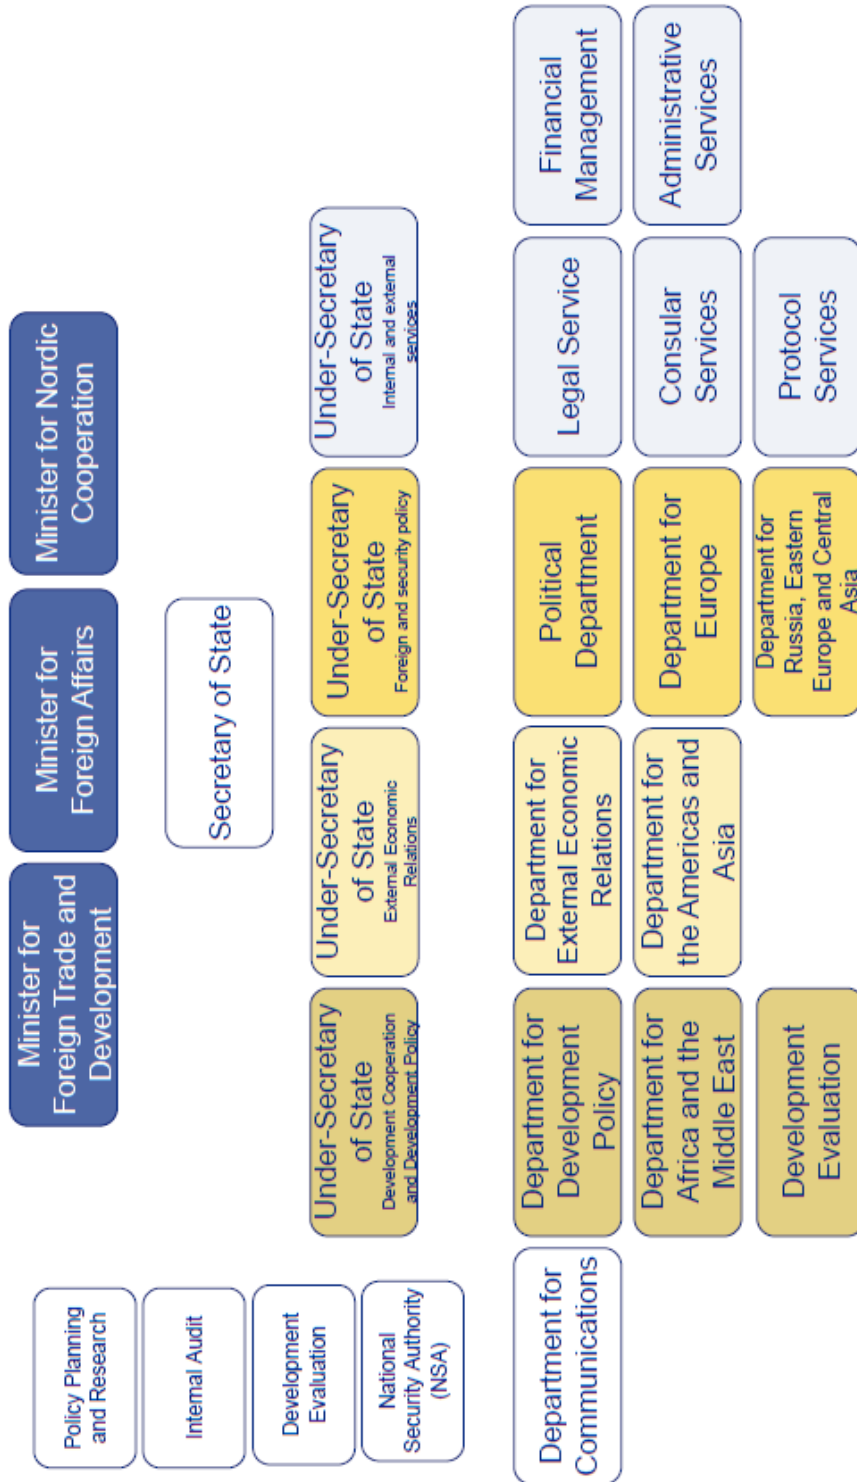 Minister for
Foreign Trade and
Development
Minister for
Foreign Affairs
Minister for Nordic
Cooperation
Policy Planning
and Research
Internal Audit
Development
Evaluation
National
Security Authority
(NSA)
Secretary of State
Under-Secretary
of State
Development Cooperation
and Development Policy
Under-Secretary
of State
External Economic
Relations
Under-Secretary
of State
Foreign and security policy
Under-Secretary
of State
Internal and external
services
Department for
Communications
Department for
Development
Policy
Department for
External Economic
Relations
Political
Department
Legal Service
Financial
Management
Department for
Africa and the
Middle East
Department for
the Americas and
Asia
Department for
Europe
Consular
Services
Administrative
Services
Development
Evaluation
Department for
Russia, Eastern
Europe and Central
Asia
Protocol
Services